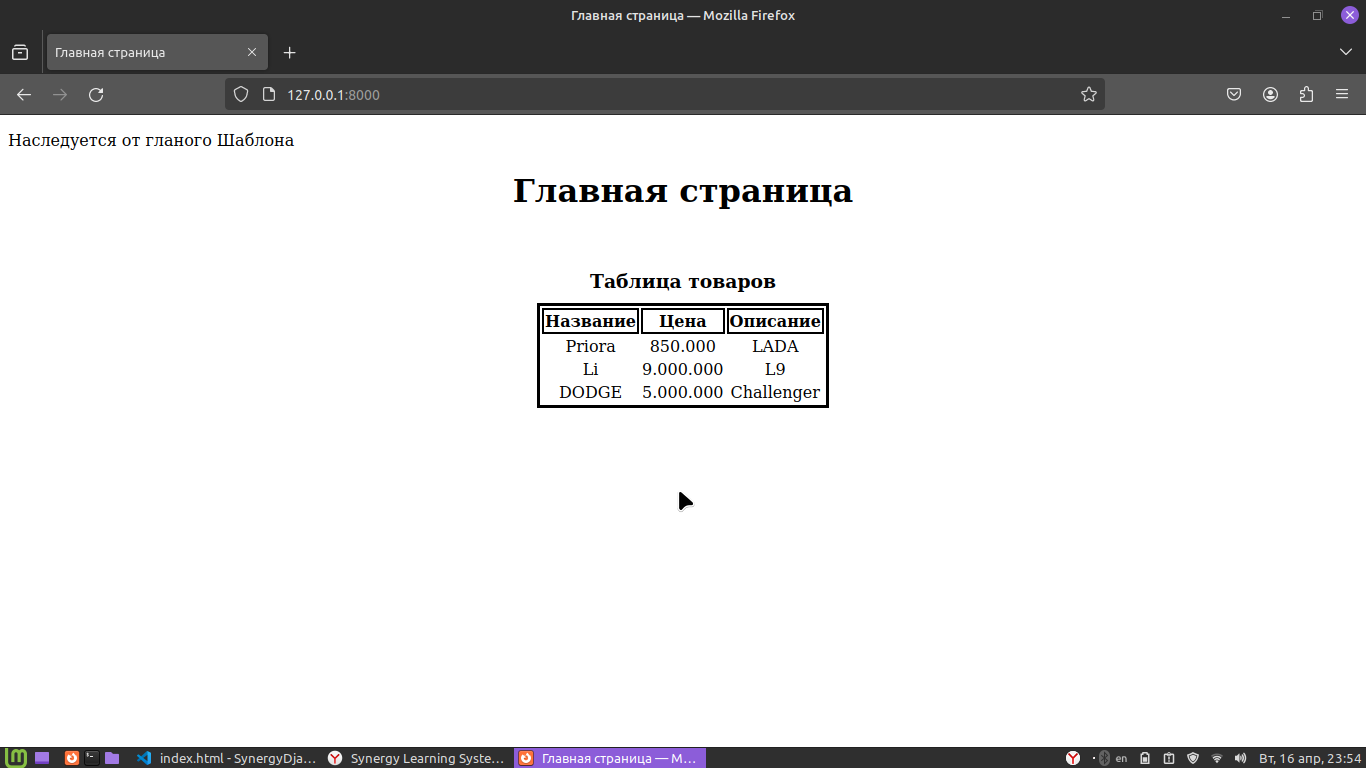 Главная страница — Mozilla Firefox
Главная страница
127.0.0.1:8000
Наследуется от гланого Шаблона
Главная страница
Таблица товаров
Название Цена Описание
Priora 850.000 LADA
Li 9.000.000 L9
DODGE 5.000.000 Challenger
index.html - SynergyDja... Synergy Learning Syste... Главная страница — M... en Вт, 16 апр, 23:54